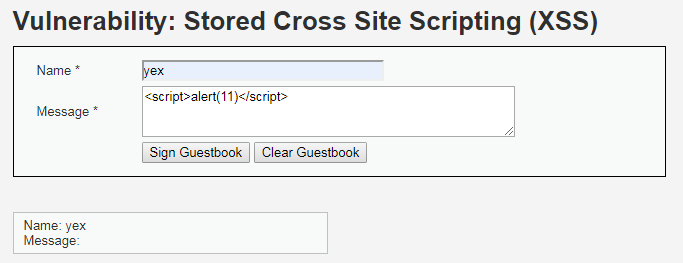 Vulnerability: Stored Cross Site Scripting (XSS)
Name * yex
Message * <script>alert(11)</script>
Sign Guestbook Clear Guestbook
Name: yex
Message: